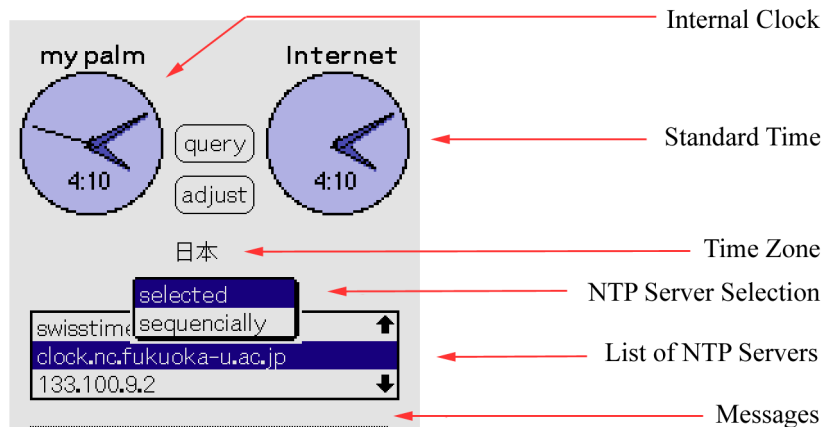 Internal Clock
my palm
Internet
query
Standard Time
4:10
4:10
adjust
日本
Time Zone
selected
NTP Server Selection
swisstime
sequencially
clock.nc.fukuoka-u.ac.jp
List of NTP Servers
133.100.9.2
Messages